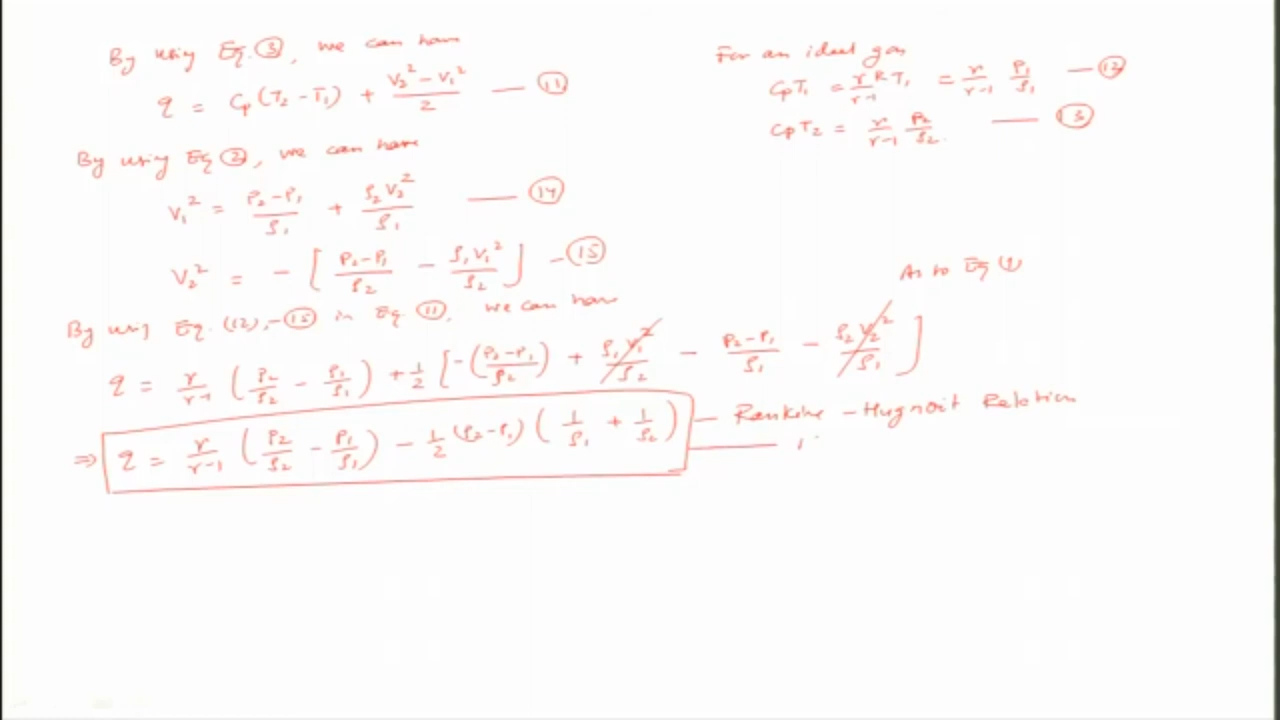 By using Eq. ③, we can have
q = Cp (T₂ - T₁) + (V₂² - V₁²)/2 — ⑪
For an ideal gas
CpT₁ = r/(r-1) RT₁ = r/(r-1) P₁/ρ₁ — ⑫
CpT₂ = r/(r-1) P₂/ρ₂. — ⑬
By using Eq ②, we can have
V₁² = (P₂-P₁)/ρ₁ + ρ₂V₂²/ρ₁ — ⑭
V₂² = - [ (P₂-P₁)/ρ₂ - ρ₁V₁²/ρ₂ ] — ⑮
As to Eq ①
By using Eq. (12),-⑮ in Eq. ⑪, we can have
q = r/(r-1) ( P₂/ρ₂ - P₁/ρ₁ ) + 1/2 [ -(P₂-P₁)/ρ₂ + ρ₁V₁²/ρ₂ - (P₂-P₁)/ρ₁ - ρ₂V₂²/ρ₁ ]
⇒ q = r/(r-1) ( P₂/ρ₂ - P₁/ρ₁ ) - 1/2 (P₂-P₁) ( 1/ρ₁ + 1/ρ₂ ) — Rankine - Hugnoit Relation